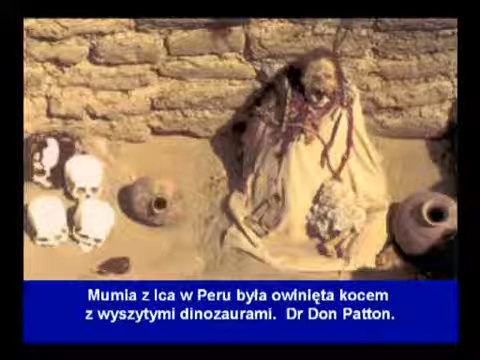 Mumia z Ica w Peru była owinięta kocem
z wyszytymi dinozaurami.  Dr Don Patton.